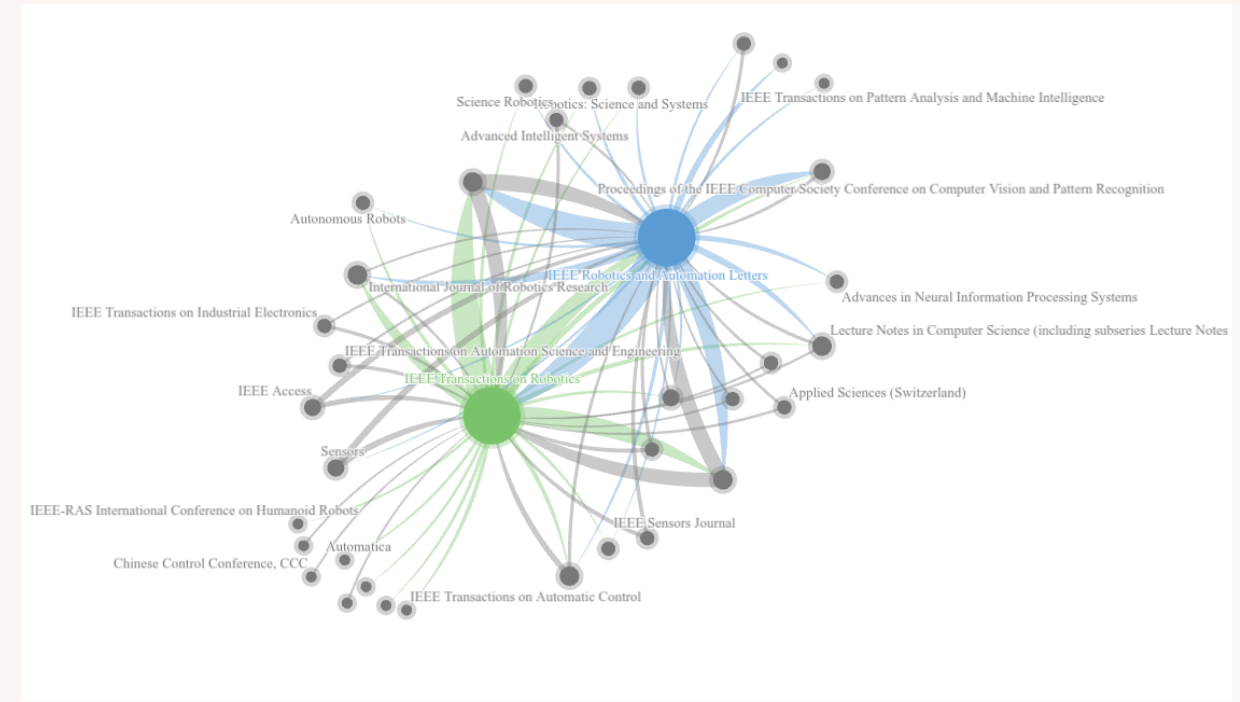 IEEE Transactions on Pattern Analysis and Machine Intelligence
Science Robotics
Robotics: Science and Systems
Advanced Intelligent Systems
Proceedings of the IEEE Computer Society Conference on Computer Vision and Pattern Recognition
Autonomous Robots
IEEE Robotics and Automation Letters
International Journal of Robotics Research
Advances in Neural Information Processing Systems
IEEE Transactions on Industrial Electronics
Lecture Notes in Computer Science (including subseries Lecture Notes
IEEE Transactions on Automation Science and Engineering
IEEE Transactions on Robotics
IEEE Access
Applied Sciences (Switzerland)
Sensors
IEEE-RAS International Conference on Humanoid Robots
IEEE Sensors Journal
Automatica
Chinese Control Conference, CCC
IEEE Transactions on Automatic Control